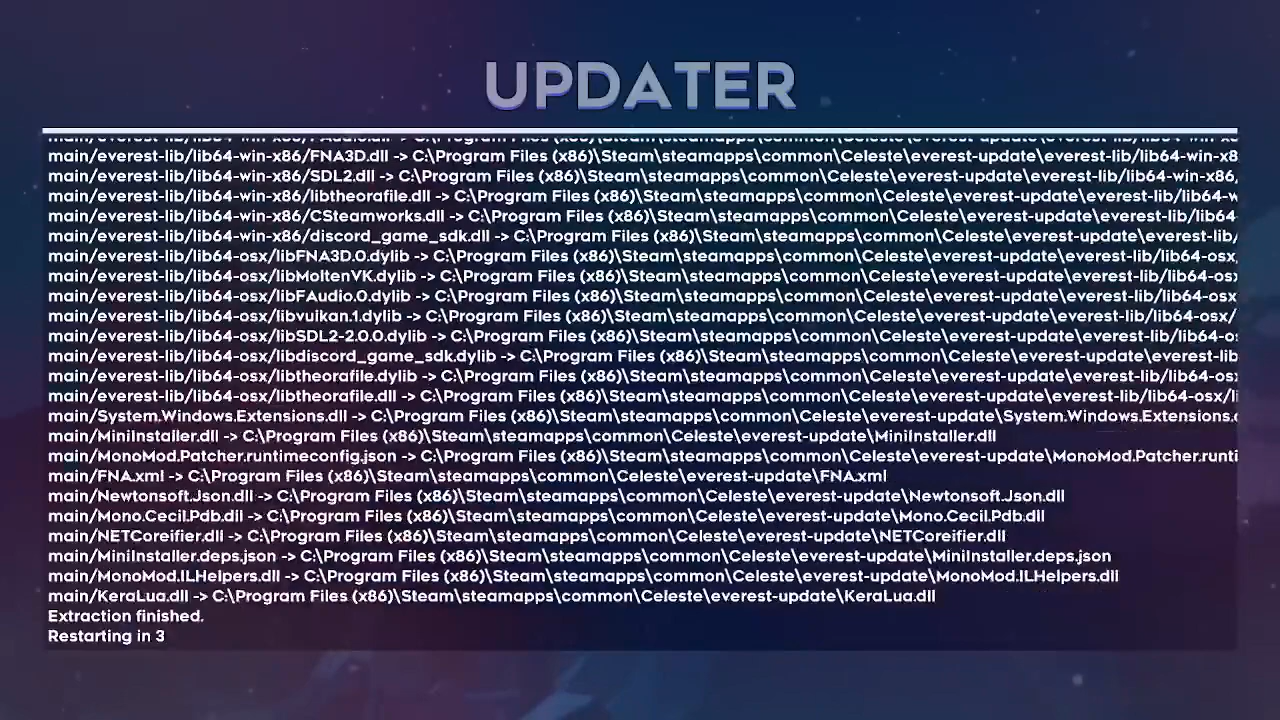 UPDATER
main/everest-lib/lib64-win-x86/FNA3D.dll -> C:\Program Files (x86)\Steam\steamapps\common\Celeste\everest-update\everest-lib/lib64-win-x8
main/everest-lib/lib64-win-x86/SDL2.dll -> C:\Program Files (x86)\Steam\steamapps\common\Celeste\everest-update\everest-lib/lib64-win-x86,
main/everest-lib/lib64-win-x86/libtheorafile.dll -> C:\Program Files (x86)\Steam\steamapps\common\Celeste\everest-update\everest-lib/lib64-w
main/everest-lib/lib64-win-x86/CSteamworks.dll -> C:\Program Files (x86)\Steam\steamapps\common\Celeste\everest-update\everest-lib/lib64
main/everest-lib/lib64-win-x86/discord_game_sdk.dll -> C:\Program Files (x86)\Steam\steamapps\common\Celeste\everest-update\everest-lib/
main/everest-lib/lib64-osx/libFNA3D.0.dylib -> C:\Program Files (x86)\Steam\steamapps\common\Celeste\everest-update\everest-lib/lib64-osx
main/everest-lib/lib64-osx/libMoltenVK.dylib -> C:\Program Files (x86)\Steam\steamapps\common\Celeste\everest-update\everest-lib/lib64-osx
main/everest-lib/lib64-osx/libFAudio.0.dylib -> C:\Program Files (x86)\Steam\steamapps\common\Celeste\everest-update\everest-lib/lib64-osx
main/everest-lib/lib64-osx/libvulkan.1.dylib -> C:\Program Files (x86)\Steam\steamapps\common\Celeste\everest-update\everest-lib/lib64-osx/
main/everest-lib/lib64-osx/libSDL2-2.0.0.dylib -> C:\Program Files (x86)\Steam\steamapps\common\Celeste\everest-update\everest-lib/lib64-os
main/everest-lib/lib64-osx/libdiscord_game_sdk.dylib -> C:\Program Files (x86)\Steam\steamapps\common\Celeste\everest-update\everest-lib
main/everest-lib/lib64-osx/libtheorafile.dylib -> C:\Program Files (x86)\Steam\steamapps\common\Celeste\everest-update\everest-lib/lib64-os
main/everest-lib/lib64-osx/libtheorafile.dll -> C:\Program Files (x86)\Steam\steamapps\common\Celeste\everest-update\everest-lib/lib64-osx/li
main/System.Windows.Extensions.dll -> C:\Program Files (x86)\Steam\steamapps\common\Celeste\everest-update\System.Windows.Extensions.d
main/MiniInstaller.dll -> C:\Program Files (x86)\Steam\steamapps\common\Celeste\everest-update\MiniInstaller.dll
main/MonoMod.Patcher.runtimeconfig.json -> C:\Program Files (x86)\Steam\steamapps\common\Celeste\everest-update\MonoMod.Patcher.runti
main/FNA.xml -> C:\Program Files (x86)\Steam\steamapps\common\Celeste\everest-update\FNA.xml
main/Newtonsoft.Json.dll -> C:\Program Files (x86)\Steam\steamapps\common\Celeste\everest-update\Newtonsoft.Json.dll
main/Mono.Cecil.Pdb.dll -> C:\Program Files (x86)\Steam\steamapps\common\Celeste\everest-update\Mono.Cecil.Pdb.dll
main/NETCoreifier.dll -> C:\Program Files (x86)\Steam\steamapps\common\Celeste\everest-update\NETCoreifier.dll
main/MiniInstaller.deps.json -> C:\Program Files (x86)\Steam\steamapps\common\Celeste\everest-update\MiniInstaller.deps.json
main/MonoMod.ILHelpers.dll -> C:\Program Files (x86)\Steam\steamapps\common\Celeste\everest-update\MonoMod.ILHelpers.dll
main/KeraLua.dll -> C:\Program Files (x86)\Steam\steamapps\common\Celeste\everest-update\KeraLua.dll
Extraction finished.
Restarting in 3